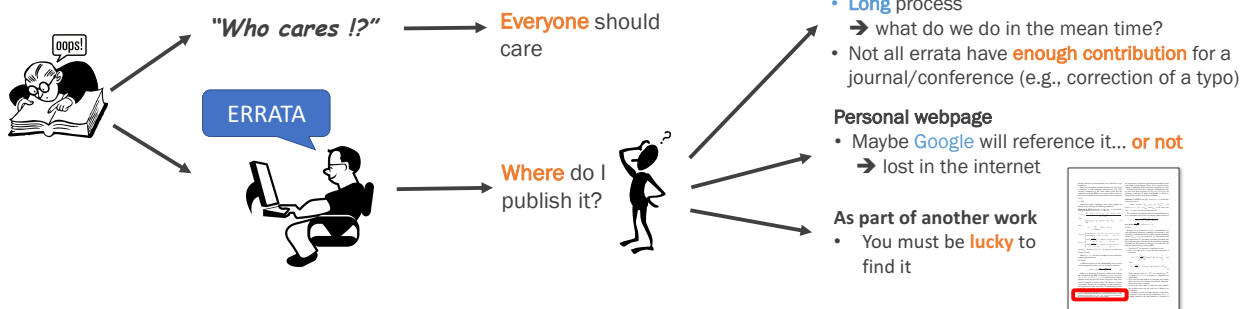 oops!
"Who cares !?"
Everyone should
care
ERRATA
Where do I
publish it?
?
• Long process
➔ what do we do in the mean time?
• Not all errata have enough contribution for a
journal/conference (e.g., correction of a typo)
Personal webpage
• Maybe Google will reference it... or not
➔ lost in the internet
As part of another work
• You must be lucky to
find it